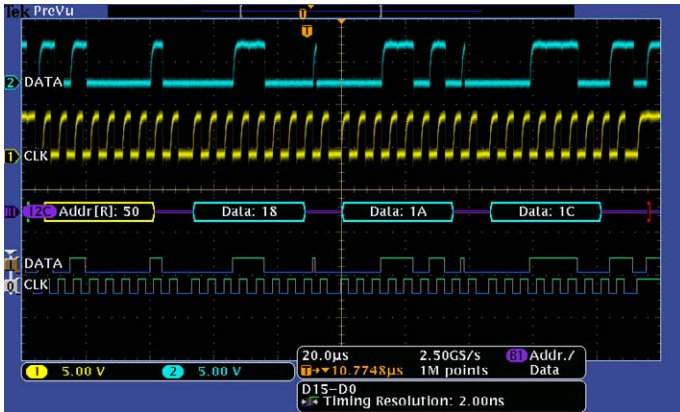 Tek PreVu
T
T
2 DATA
1 CLK
B1 I2C Addr[R]: 50 Data: 18 Data: 1A Data: 1C
1 DATA
0 CLK
1 5.00 V 2 5.00 V
20.0µs 2.50GS/s B1 Addr./
T→▼10.7748µs 1M points Data
D15-D0
Timing Resolution: 2.00ns